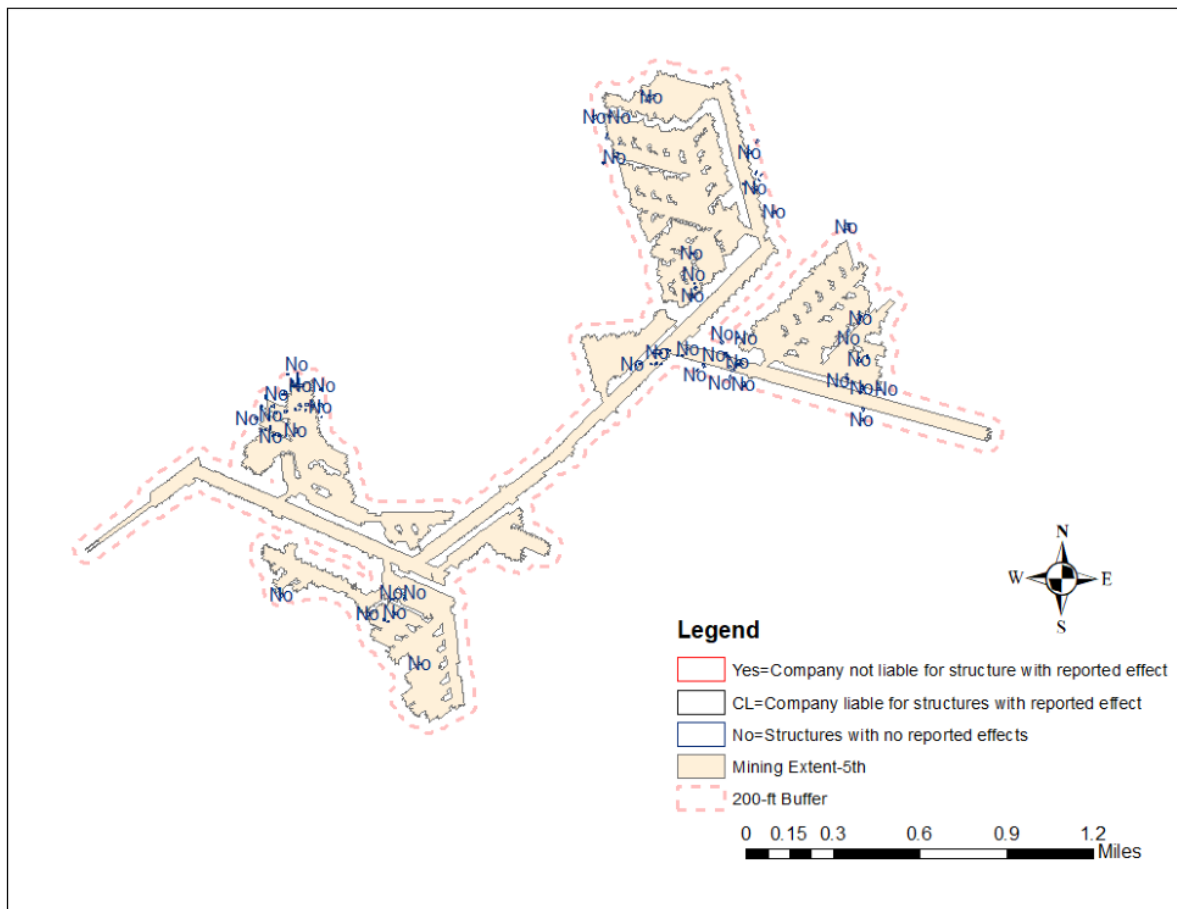 No
No No
No
No
No
No
No
No
No
No
No
No No
No
No No No
No
No
No
No
No
No No No
No No
No No
No
No
No No
No
No
No
No No
No
No No
No
N
W E
S
Legend
Yes=Company not liable for structure with reported effect
CL=Company liable for structures with reported effect
No=Structures with no reported effects
Mining Extent-5th
200-ft Buffer
0 0.15 0.3 0.6 0.9 1.2
Miles